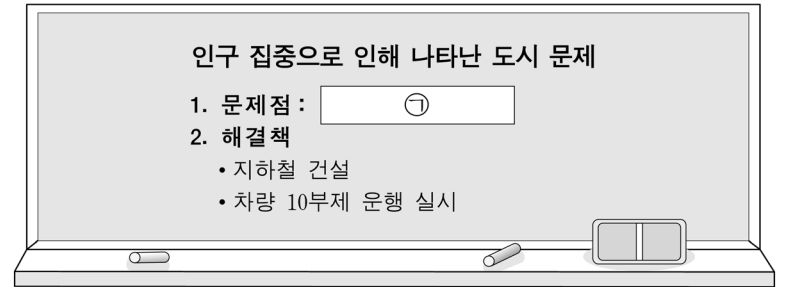 인구 집중으로 인해 나타난 도시 문제
1. 문제점 : ㉠
2. 해결책
• 지하철 건설
• 차량 10부제 운행 실시